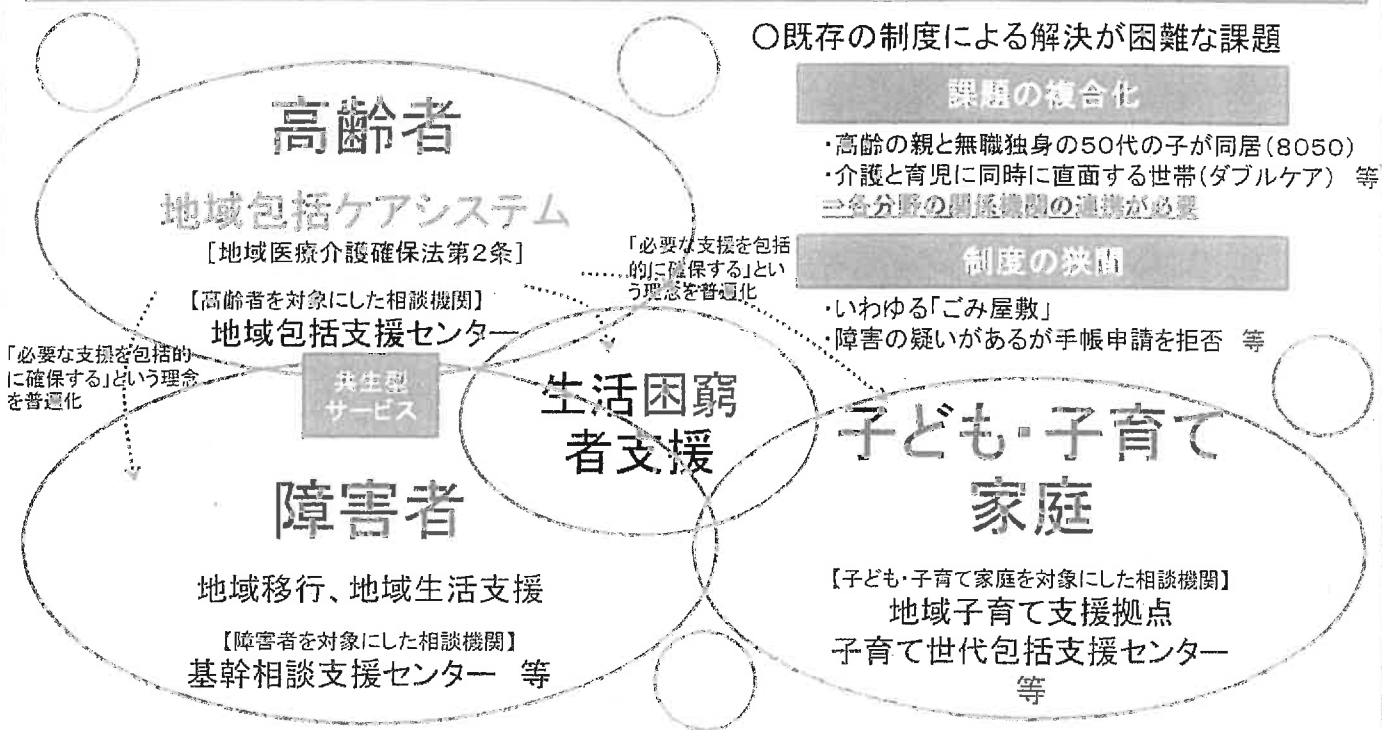 ○既存の制度による解決が困難な課題
課題の複合化
・高齢の親と無職独身の50代の子が同居(8050)
・介護と育児に同時に直面する世帯(ダブルケア) 等
⇒各分野の関係機関の連携が必要
制度の狭間
・いわゆる「ごみ屋敷」
・障害の疑いがあるが手帳申請を拒否 等
高齢者
地域包括ケアシステム
[地域医療介護確保法第2条]
【高齢者を対象にした相談機関】
地域包括支援センター
「必要な支援を包括
的に確保する」とい
う理念を普遍化
「必要な支援を包括的
に確保する」という理念
を普遍化
共生型
サービス
生活困窮
者支援
障害者
地域移行、地域生活支援
【障害者を対象にした相談機関】
基幹相談支援センター 等
子ども・子育て
家庭
【子ども・子育て家庭を対象にした相談機関】
地域子育て支援拠点
子育て世代包括支援センター
等